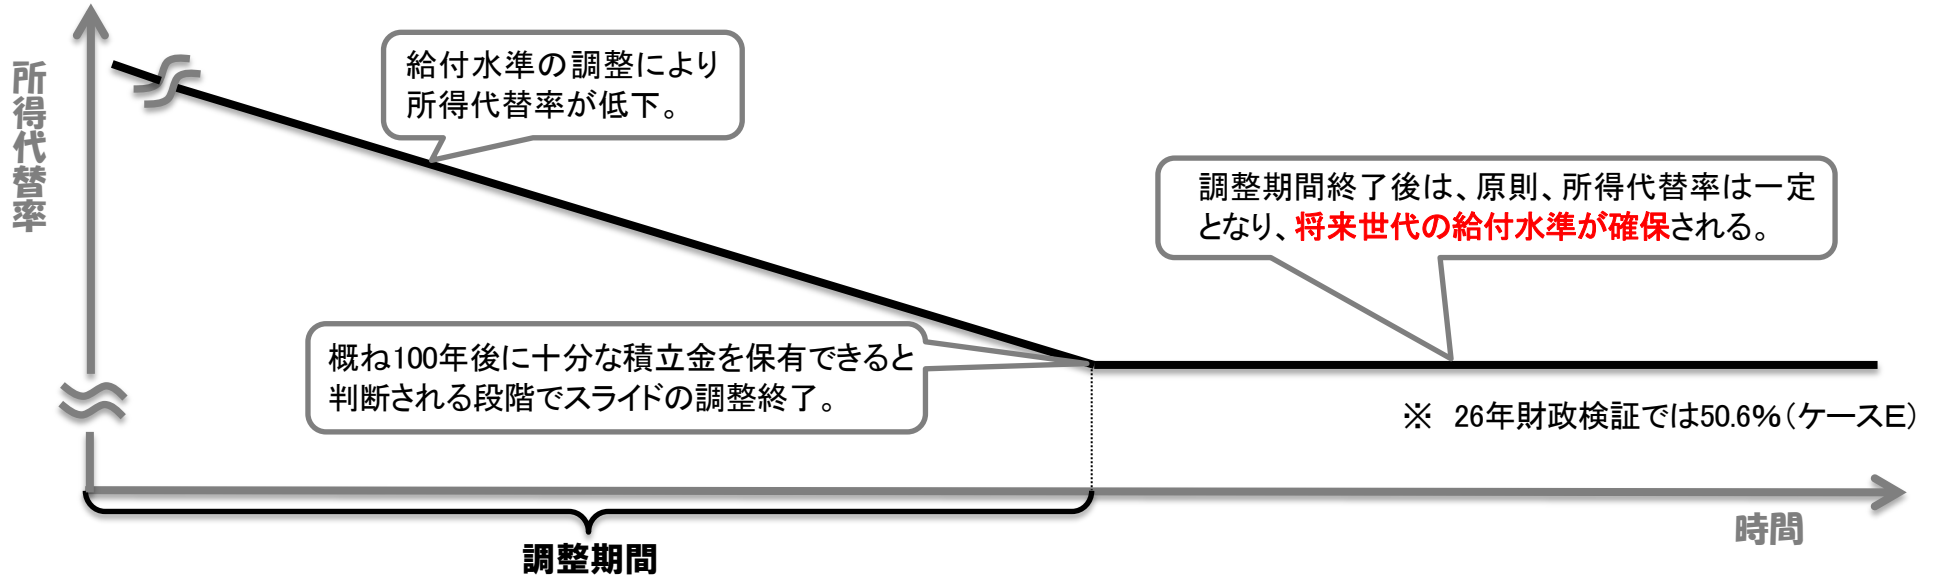 所得代替率
給付水準の調整により
所得代替率が低下。
調整期間終了後は、原則、所得代替率は一定
となり、将来世代の給付水準が確保される。
概ね100年後に十分な積立金を保有できると
判断される段階でスライドの調整終了。
※　26年財政検証では50.6%（ケースE）
時間
調整期間